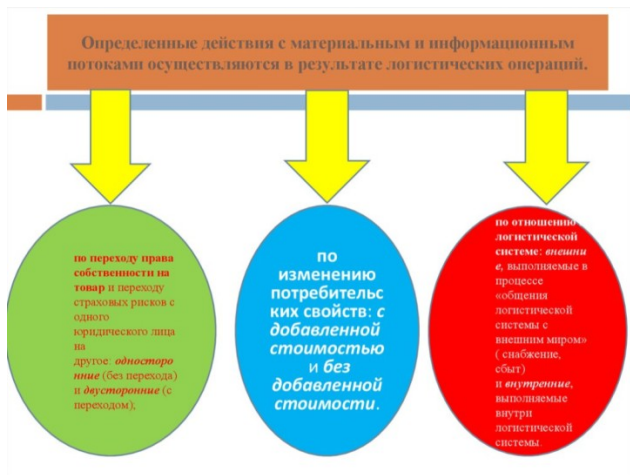 Определенные действия с материальным и информационным
потоками осуществляются в результате логистических операций.
по переходу права
собственности на
товар и переходу
страховых рисков с
одного
юридического лица
на
другое: односторо
нние (без перехода)
и двусторонние (с
переходом);
по
изменению
потребительс
ких свойств: с
добавленной
стоимостью
и без
добавленной
стоимости.
по отношению
логистической
системе: внешни
е, выполняемые в
процессе
«общения
логистической
системы с
внешним миром»
( снабжение,
сбыт)
и внутренние,
выполняемые
внутри
логистической
системы.